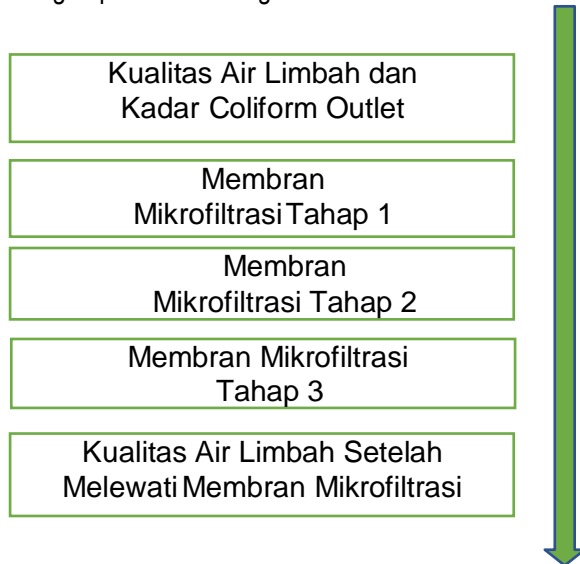 Kualitas Air Limbah dan
Kadar Coliform Outlet
Membran
Mikrofiltrasi Tahap 1
Membran
Mikrofiltrasi Tahap 2
Membran Mikrofiltrasi
Tahap 3
Kualitas Air Limbah Setelah
Melewati Membran Mikrofiltrasi